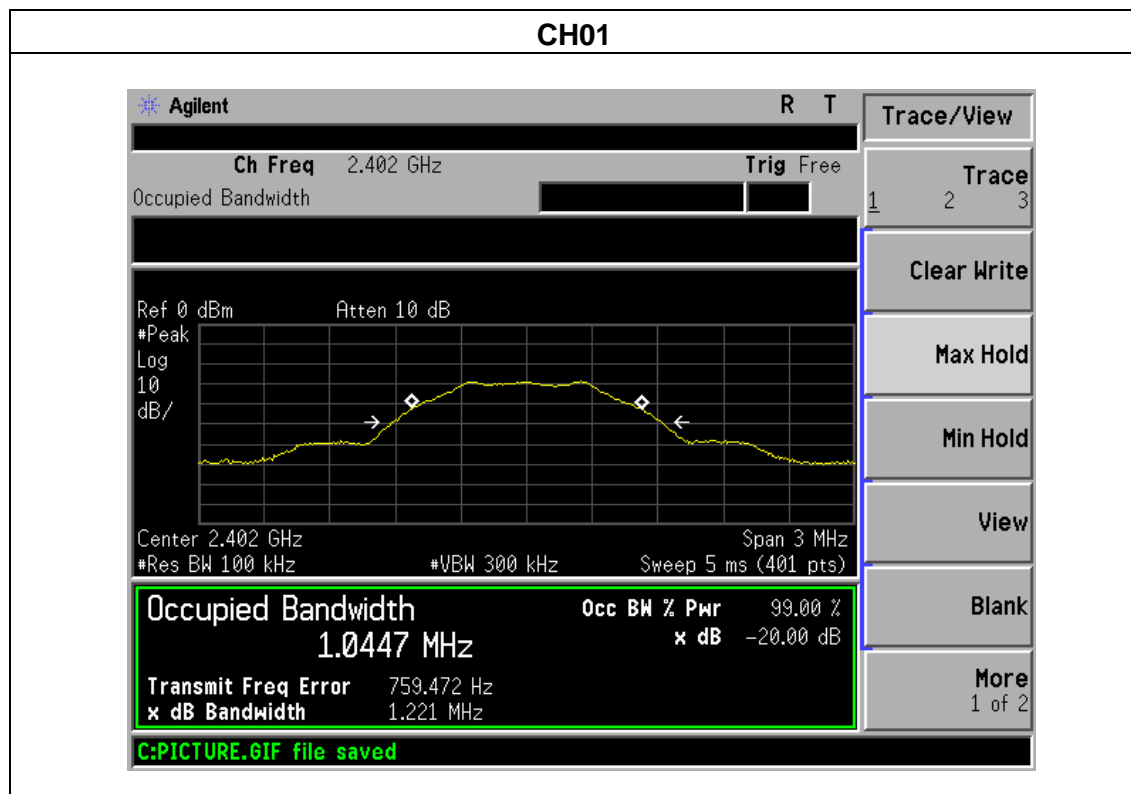 CH01
Agilent R T
Ch Freq 2.402 GHz Trig Free
Occupied Bandwidth
Ref 0 dBm Atten 10 dB
#Peak
Log
10
dB/
Center 2.402 GHz Span 3 MHz
#Res BW 100 kHz #VBW 300 kHz Sweep 5 ms (401 pts)
Occupied Bandwidth Occ BW % Pwr 99.00 %
1.0447 MHz x dB -20.00 dB
Transmit Freq Error 759.472 Hz
x dB Bandwidth 1.221 MHz
C:PICTURE.GIF file saved
Trace/View
Trace
1 2 3
Clear Write
Max Hold
Min Hold
View
Blank
More
1 of 2